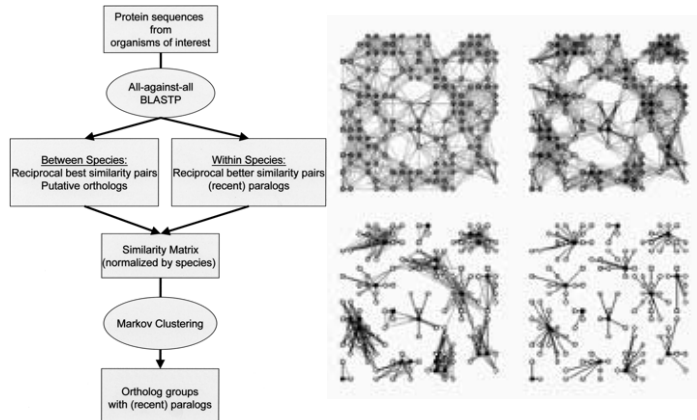 Protein sequences
from
organisms of interest
All-against-all
BLASTP
Between Species:
Reciprocal best similarity pairs
Putative orthologs
Within Species:
Reciprocal better similarity pairs
(recent) paralogs
Similarity Matrix
(normalized by species)
Markov Clustering
Ortholog groups
with (recent) paralogs